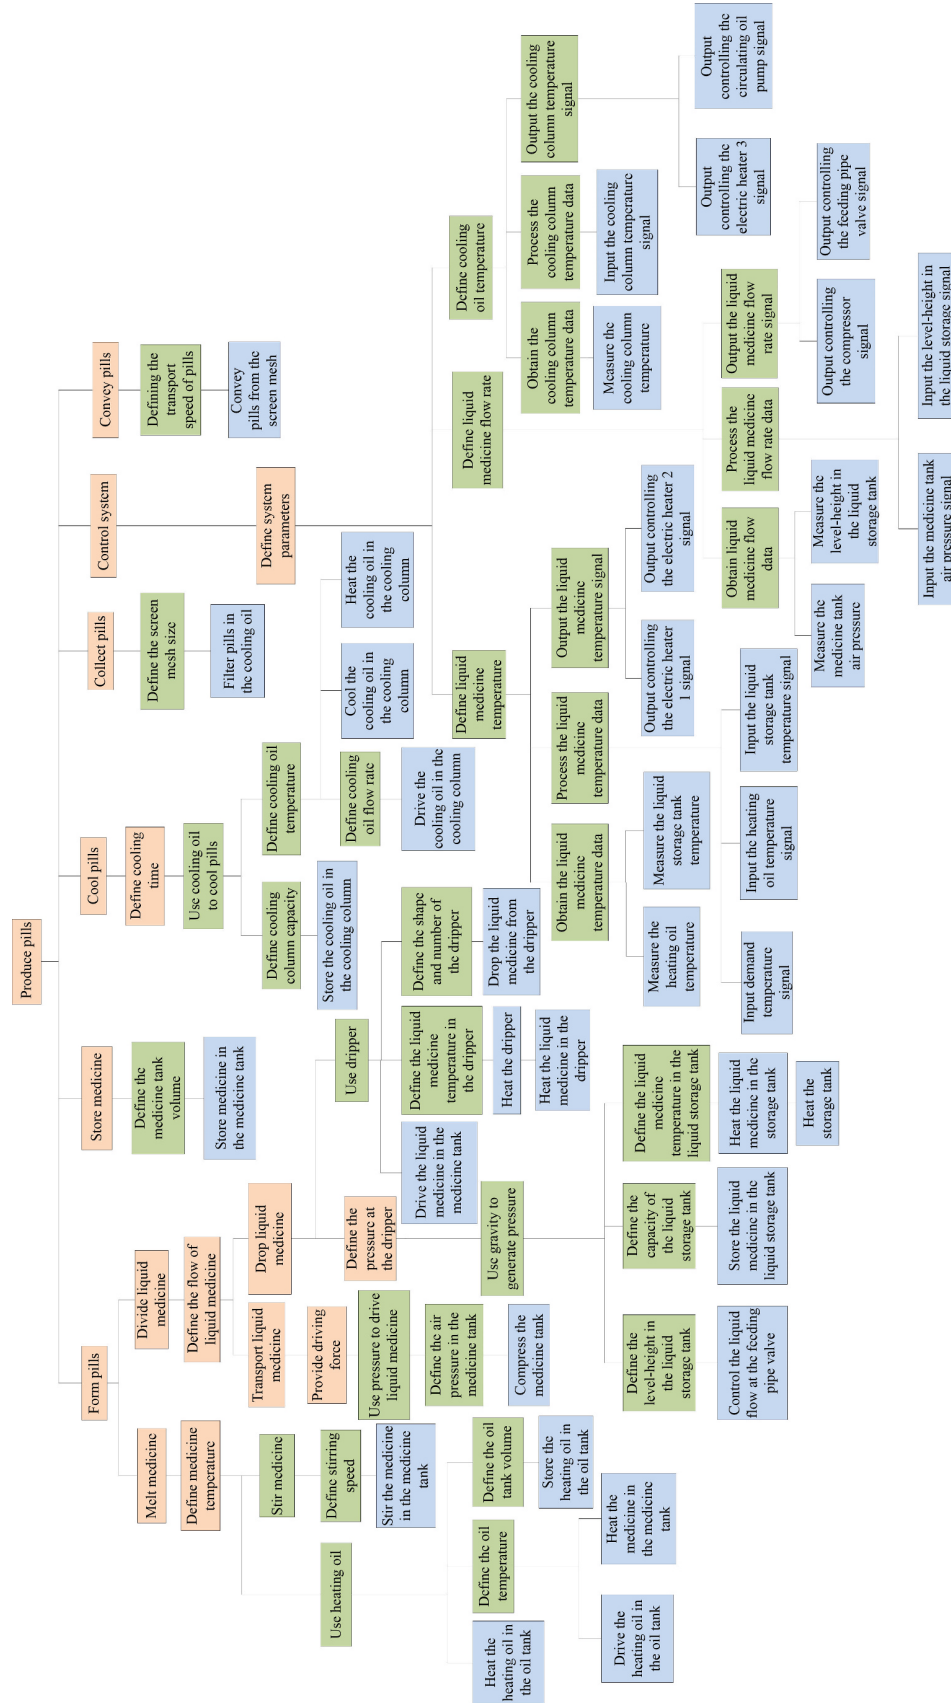 Produce pills
Form pills
Store medicine
Cool pills
Collect pills
Control system
Convey pills
Melt medicine
Divide liquid
medicine
Define the
medicine tank
volume
Define cooling
time
Define the screen
mesh size
Defining the
transport
speed of pills
Define medicine
temperature
Define the flow of
liquid medicine
Store medicine in
the medicine tank
Use cooling oil
to cool pills
Filter pills in
the cooling oil
Convey
pills from the
screen mesh
Stir medicine
Transport liquid
medicine
Drop liquid
medicine
Define cooling
column capacity
Define cooling oil
temperature
Define system
parameters
Use heating oil
Define stirring
speed
Provide driving
force
Define the
pressure at
the dripper
Use dripper
Store the cooling oil in
the cooling column
Define cooling
oil flow rate
Cool the
cooling oil in
the cooling
column
Heat the
cooling oil in
the cooling
column
Stir the medicine
in the medicine
tank
Use pressure to drive
liquid medicine
Drive the liquid
medicine in the
medicine tank
Define the liquid
medicine
temperature in
the dripper
Define the shape
and number of
the dripper
Drive the
cooling oil in the
cooling column
Define liquid
medicine
temperature
Define liquid
medicine flow rate
Define cooling
oil temperature
Define the air
pressure in the
medicine tank
Use gravity to
generate pressure
Heat the dripper
Drop the liquid
medicine from
the dripper
Heat the
heating oil in
the oil tank
Define the oil
temperature
Define the oil
tank volume
Compress the
medicine tank
Heat the liquid
medicine in the
dripper
Obtain the liquid
medicine
temperature data
Process the liquid
medicine
temperature data
Output the liquid
medicine
temperature signal
Obtain the
cooling column
temperature data
Process the
cooling column
temperature data
Output the cooling
column temperature
signal
Store the
heating oil in
the oil tank
Drive the
heating oil in
the oil tank
Heat the
medicine in
the medicine
tank
Define the
level-height in
the liquid
storage tank
Define the
capacity of
the liquid
storage tank
Define the liquid
medicine
temperature in the
liquid storage tank
Measure the
heating oil
temperature
Measure the liquid
storage tank
temperature
Output controlling
the electric heater
1 signal
Output controlling
the electric heater 2
signal
Measure the
cooling column
temperature
Input the cooling
column temperature
signal
Control the liquid
flow at the feeding
pipe valve
Store the liquid
medicine in the
liquid storage tank
Heat the liquid
medicine in the
storage tank
Heat the
storage tank
Input demand
temperature
signal
Input the heating
oil temperature
signal
Input the liquid
storage tank
temperature signal
Obtain liquid
medicine flow
data
Process the
liquid medicine
flow rate data
Output the liquid
medicine flow
rate signal
Output
controlling the
electric heater 3
signal
Output
controlling the
circulating oil
pump signal
Measure the
medicine tank
air pressure
Measure the
level-height in
the liquid
storage tank
Output controlling
the compressor
signal
Output controlling
the feeding pipe
valve signal
Input the medicine tank
air pressure signal
Input the level-height in
the liquid storage signal